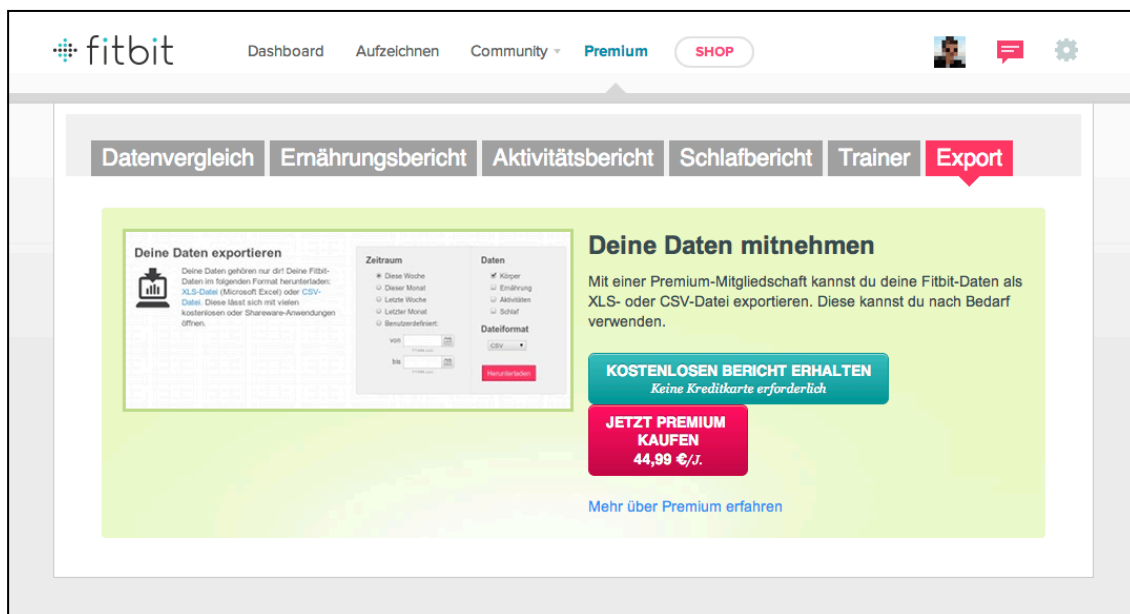 fitbit
Dashboard
Aufzeichnen
Community
Premium
SHOP
Datenvergleich
Ernährungsbericht
Aktivitätsbericht
Schlafbericht
Trainer
Export
Deine Daten exportieren
Deine Daten gehören nur dir! Deine Fitbit-
Daten im folgenden Format herunterladen:
XLS-Datei (Microsoft Excel) oder CSV-
Datei. Diese lässt sich mit vielen
kostenlosen oder Shareware-Anwendungen
öffnen.
Zeitraum
Diese Woche
Dieser Monat
Letzte Woche
Letzter Monat
Benutzerdefiniert:
von
bis
Daten
Körper
Ernährung
Aktivitäten
Schlaf
Dateiformat
CSV
Herunterladen
Deine Daten mitnehmen
Mit einer Premium-Mitgliedschaft kannst du deine Fitbit-Daten als
XLS- oder CSV-Datei exportieren. Diese kannst du nach Bedarf
verwenden.
KOSTENLOSEN BERICHT ERHALTEN
Keine Kreditkarte erforderlich
JETZT PREMIUM
KAUFEN
44,99 €/J.
Mehr über Premium erfahren